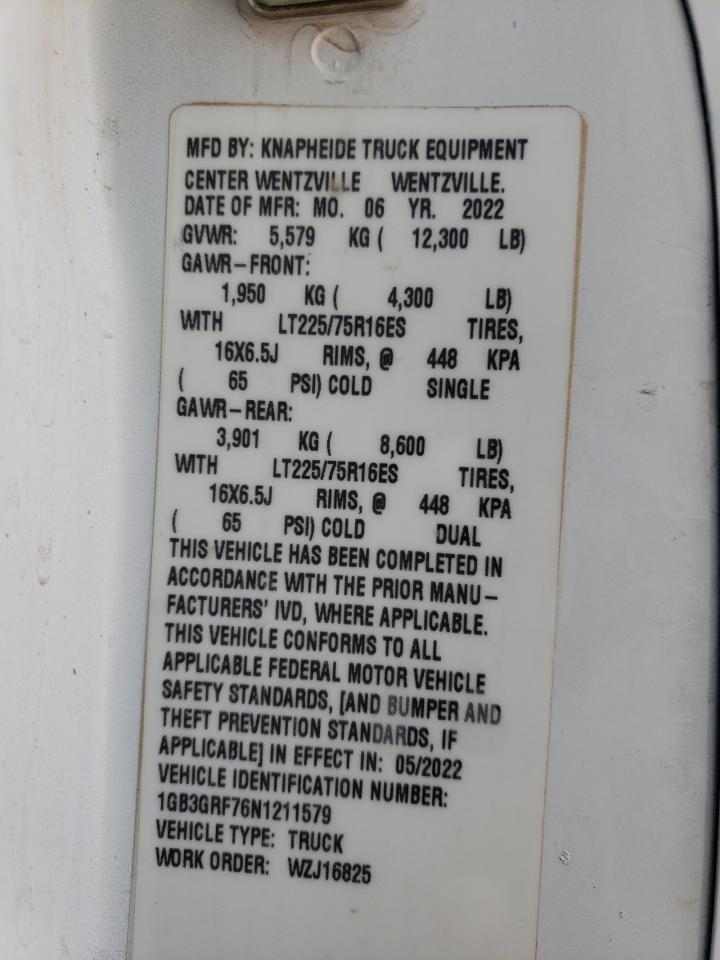 MFD BY: KNAPHEIDE TRUCK EQUIPMENT
CENTER WENTZVILLE WENTZVILLE.
DATE OF MFR: MO. 06 YR. 2022
GVWR: 5,579 KG ( 12,300 LB)
GAWR-FRONT:
1,950 KG ( 4,300 LB)
WITH LT225/75R16ES TIRES,
16X6.5J RIMS, @ 448 KPA
( 65 PSI) COLD SINGLE
GAWR-REAR:
3,901 KG ( 8,600 LB)
WITH LT225/75R16ES TIRES,
16X6.5J RIMS, @ 448 KPA
( 65 PSI) COLD DUAL
THIS VEHICLE HAS BEEN COMPLETED IN
ACCORDANCE WITH THE PRIOR MANU-
FACTURERS' IVD, WHERE APPLICABLE.
THIS VEHICLE CONFORMS TO ALL
APPLICABLE FEDERAL MOTOR VEHICLE
SAFETY STANDARDS, [AND BUMPER AND
THEFT PREVENTION STANDARDS, IF
APPLICABLE] IN EFFECT IN: 05/2022
VEHICLE IDENTIFICATION NUMBER:
1GB3GRF76N1211579
VEHICLE TYPE: TRUCK
WORK ORDER: WZJ16825